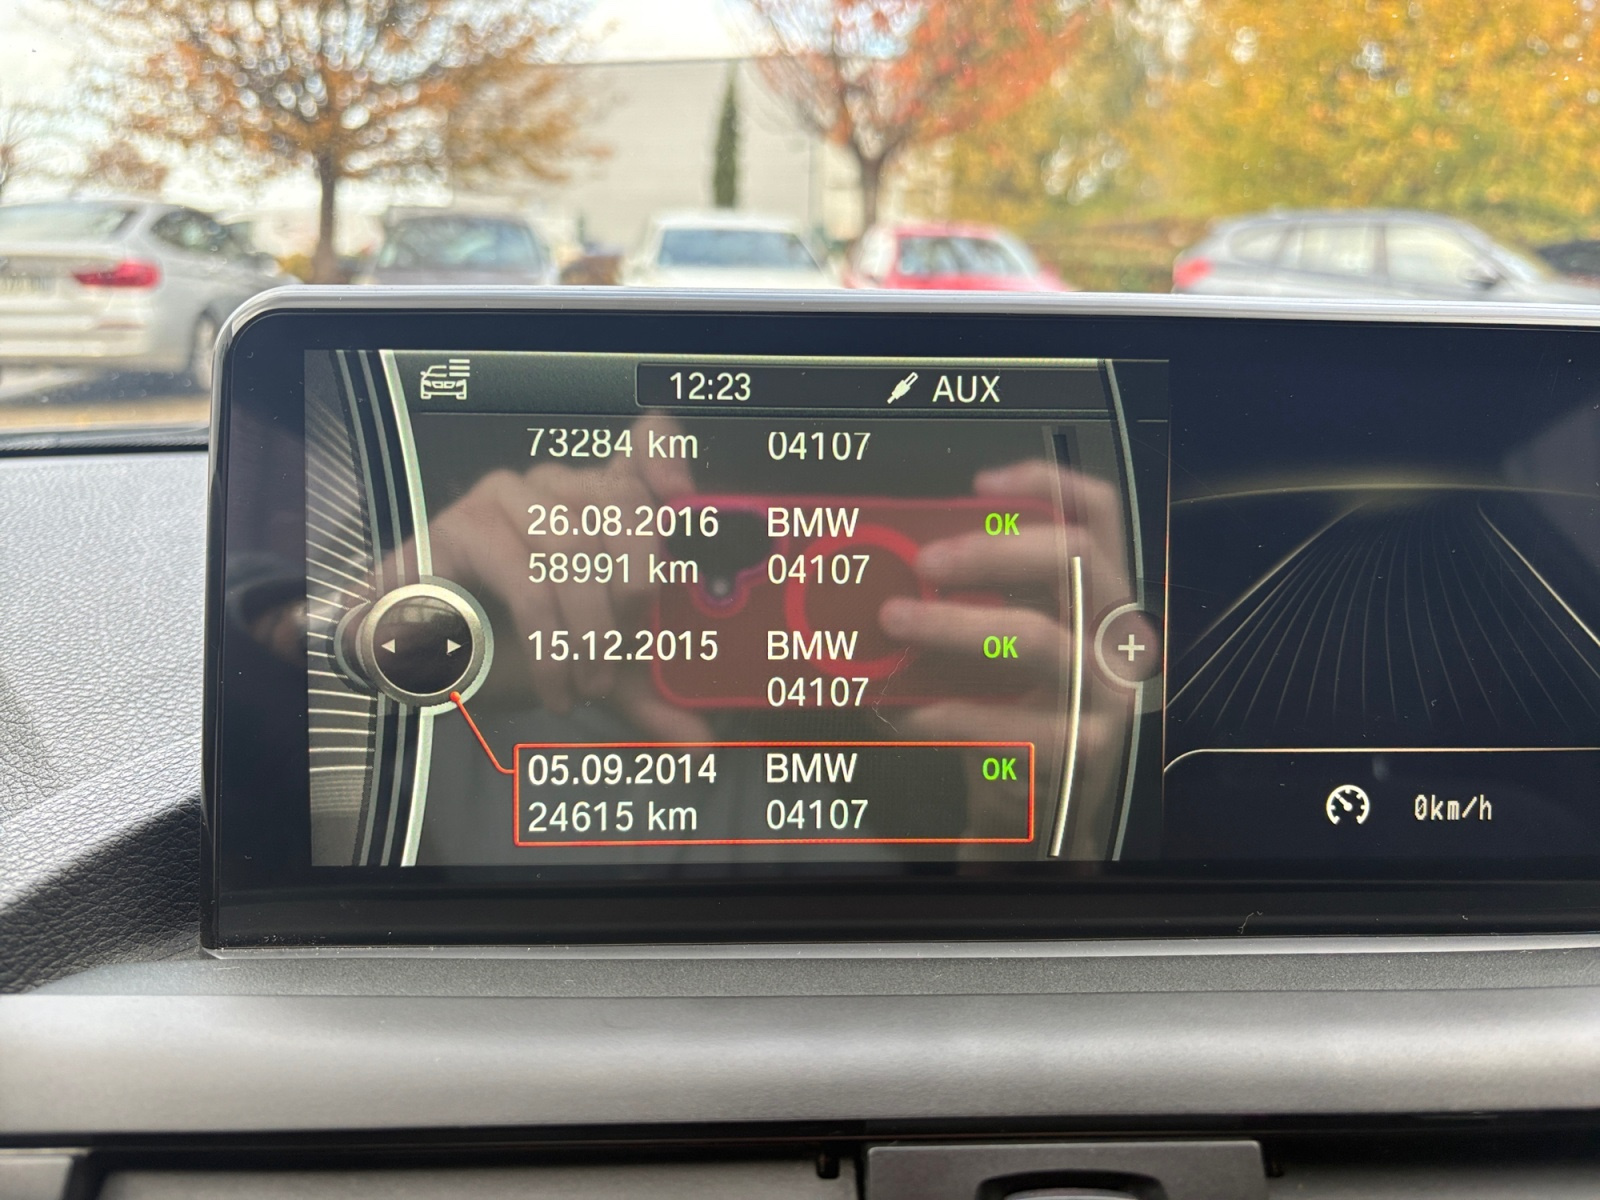 12:23 AUX
73284 km 04107
26.08.2016 BMW OK
58991 km 04107
15.12.2015 BMW OK
04107
05.09.2014 BMW OK
24615 km 04107
0km/h